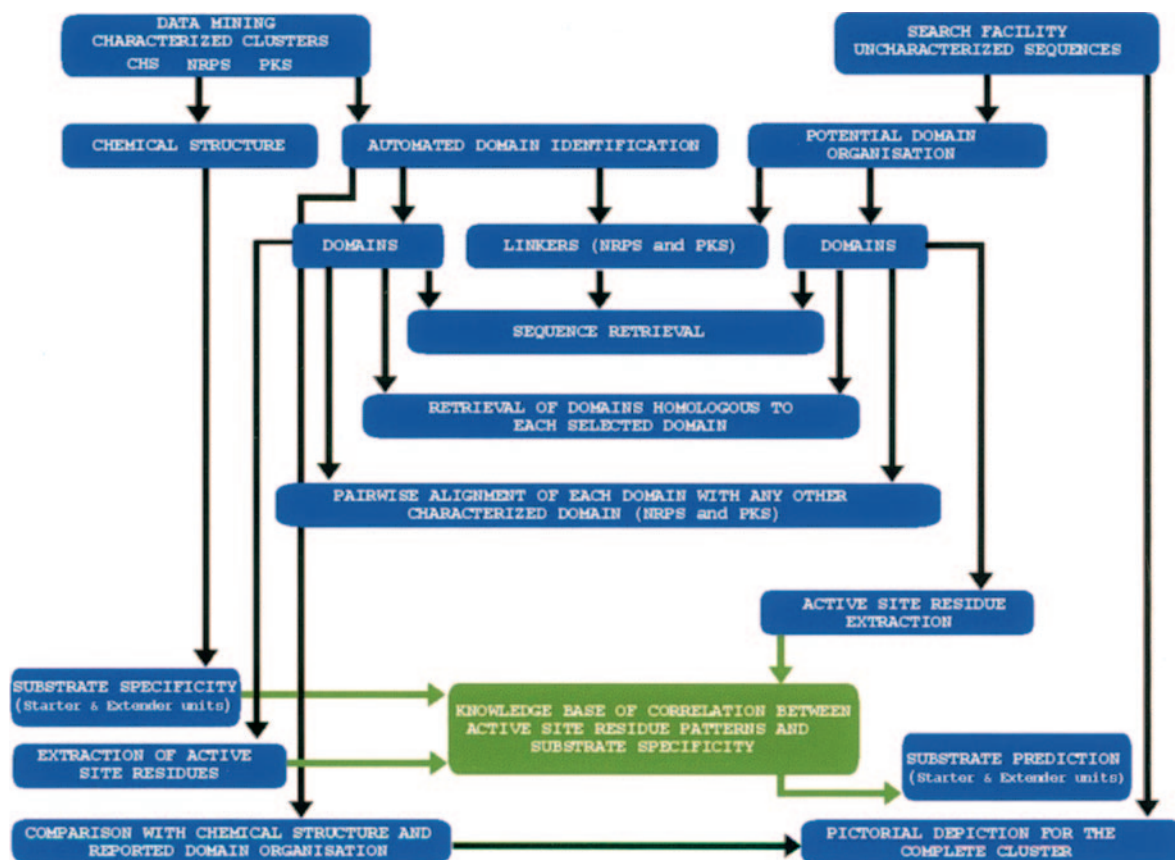 DATA MINING
CHARACTERIZED CLUSTERS
CHS NRPS PKS
SEARCH FACILITY
UNCHARACTERIZED SEQUENCES
CHEMICAL STRUCTURE
AUTOMATED DOMAIN IDENTIFICATION
POTENTIAL DOMAIN
ORGANISATION
DOMAINS
LINKERS (NRPS and PKS)
DOMAINS
SEQUENCE RETRIEVAL
RETRIEVAL OF DOMAINS HOMOLOGOUS TO
EACH SELECTED DOMAIN
PAIRWISE ALIGNMENT OF EACH DOMAIN WITH ANY OTHER
CHARACTERIZED DOMAIN (NRPS and PKS)
ACTIVE SITE RESIDUE
EXTRACTION
SUBSTRATE SPECIFICITY
(Starter & Extender units)
KNOWLEDGE BASE OF CORRELATION BETWEEN
ACTIVE SITE RESIDUE PATTERNS AND
SUBSTRATE SPECIFICITY
EXTRACTION OF ACTIVE
SITE RESIDUES
SUBSTRATE PREDICTION
(Starter & Extender units)
COMPARISON WITH CHEMICAL STRUCTURE AND
REPORTED DOMAIN ORGANISATION
PICTORIAL DEPICTION FOR THE
COMPLETE CLUSTER